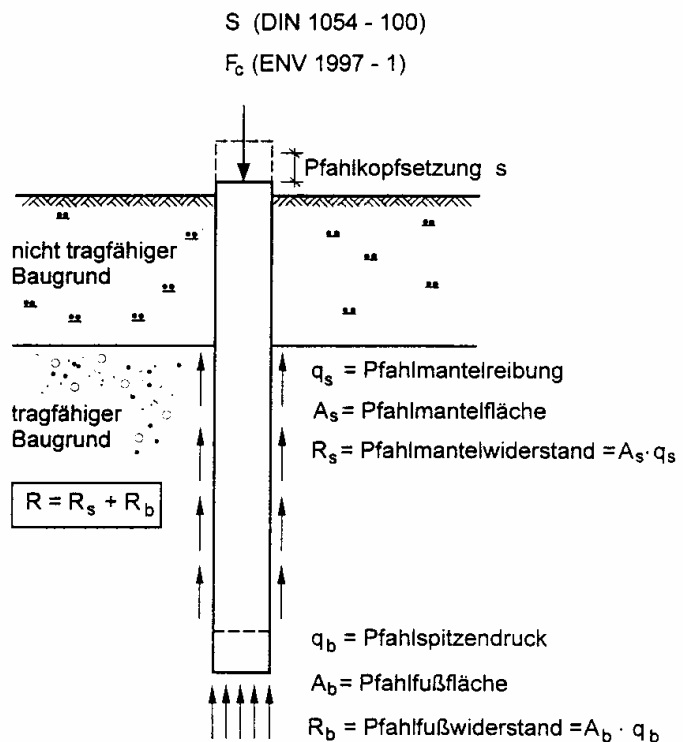 S (DIN 1054 - 100)
F_c (ENV 1997 - 1)
Pfahlkopfsetzung s
nicht tragfähiger
Baugrund
q_s = Pfahlmantelreibung
tragfähiger
Baugrund
A_s= Pfahlmantelfläche
R_s= Pfahlmantelwiderstand =A_s·q_s
R = R_s + R_b
q_b = Pfahlspitzendruck
A_b= Pfahlfußfläche
R_b= Pfahlfußwiderstand =A_b · q_b